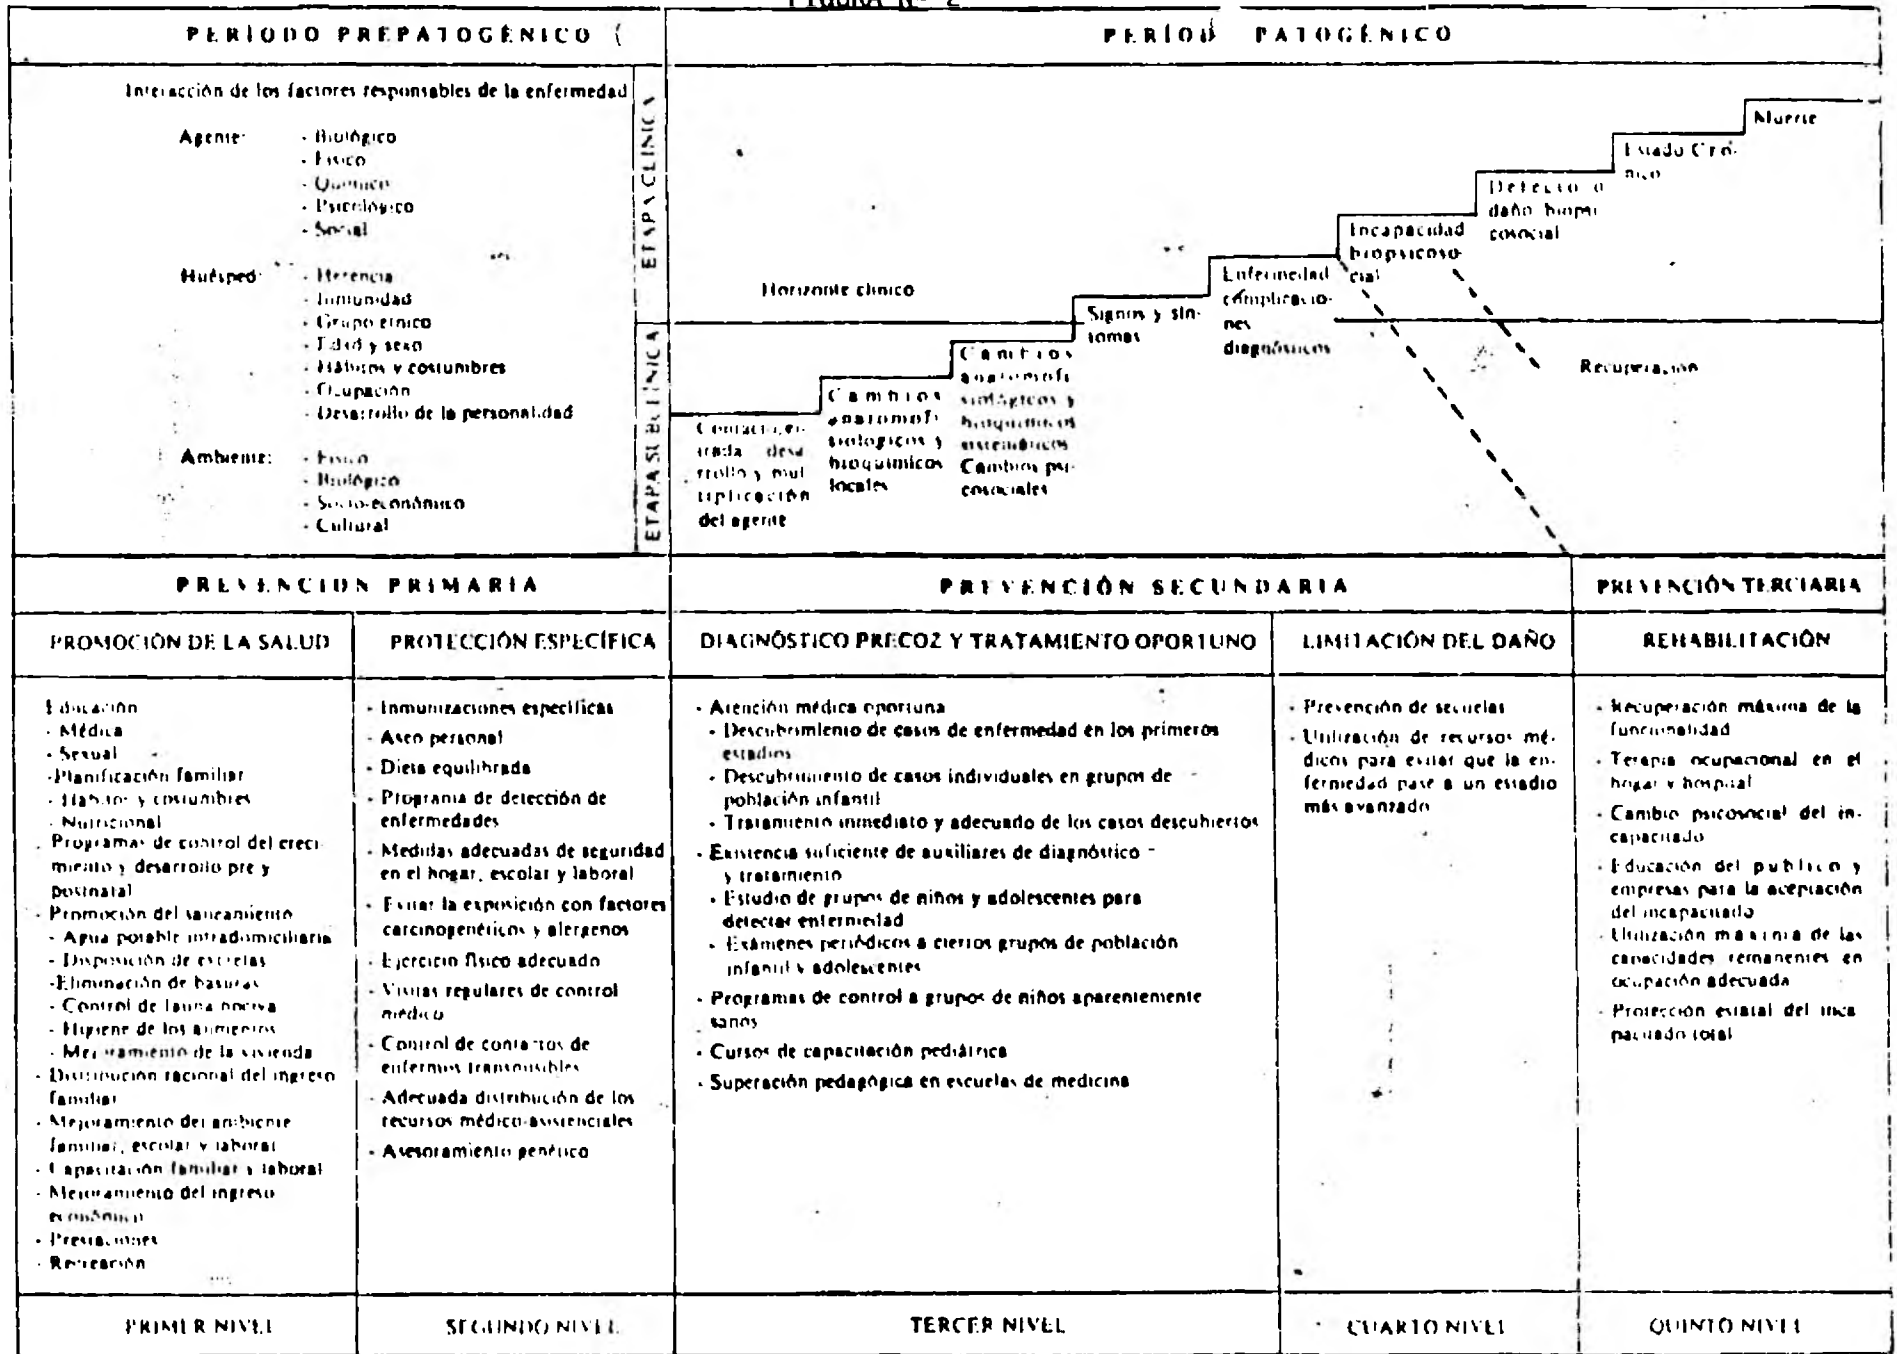 FIGURA Nº 2
PERÍODO PREPATOGÉNICO
PERÍOD PATOGÉNICO
Interacción de los factores responsables de la enfermedad
Agente:
- Biológico
- Físico
- Químico
- Psicológico
- Social
Huésped:
- Herencia
- Inmunidad
- Grupo étnico
- Edad y sexo
- Hábitos y costumbres
- Ocupación
- Desarrollo de la personalidad
Ambiente:
- Físico
- Biológico
- Socio-económico
- Cultural
ETAPA CLINICA
ETAPA SUBCLÍNICA
Horizonte clínico
Contacto, en-
trada, desa
rrollo y mul
tiplicación
del agente
Cambios
anatomofi
siológicos y
bioquímicos
locales
Cambios
anatomofi
siológicos y
bioquímicos
sistemáticos
Cambios psi-
cosociales
Signos y sín-
tomas
Enfermedad
complicacio-
nes
diagnósticos
Incapacidad
biopsicoso-
cial
Defecto o
daño biopsi
cosocial
Estado Cró-
nico
Muerte
Recuperación
PREVENCION PRIMARIA
PREVENCIÓN SECUNDARIA
PREVENCIÓN TERCIARIA
PROMOCIÓN DE LA SALUD
PROTECCIÓN ESPECÍFICA
DIAGNÓSTICO PRECOZ Y TRATAMIENTO OPORTUNO
LIMITACIÓN DEL DAÑO
REHABILITACIÓN
Educación
- Médica
- Sexual
-Planificación familiar
- Hábitos y costumbres
- Nutricional
. Programas de control del creci-
miento y desarrollo pre y
postnatal
- Promoción del saneamiento
- Agua potable intradomiciliaria
- Disposición de excretas
-Eliminación de basuras
- Control de fauna nociva
- Higiene de los alimentos
- Mejoramiento de la vivienda
- Distribución racional del ingreso
familiar
- Mejoramiento del ambiente
familiar, escolar y laboral
- Capacitación familiar y laboral
- Mejoramiento del ingreso
económico
- Prestaciones
- Recreación
- Inmunizaciones específicas
- Aseo personal
- Dieta equilibrada
- Programa de detección de
enfermedades
- Medidas adecuadas de seguridad
en el hogar, escolar y laboral
- Evitar la exposición con factores
carcinogenéticos y alergenos
- Ejercicio físico adecuado
- Visitas regulares de control
médico
- Control de contactos de
enfermos transmisibles
- Adecuada distribución de los
recursos médico-asistenciales
- Asesoramiento genético
- Atención médica oportuna
- Descubrimiento de casos de enfermedad en los primeros
estadios
- Descubrimiento de casos individuales en grupos de
población infantil
- Tratamiento inmediato y adecuado de los casos descubiertos
- Existencia suficiente de auxiliares de diagnóstico
y tratamiento
- Estudio de grupos de niños y adolescentes para
detectar enfermedad
- Exámenes periódicos a ciertos grupos de población
infantil y adolescentes
- Programas de control a grupos de niños aparentemente
sanos
- Cursos de capacitación pediátrica
- Superación pedagógica en escuelas de medicina
- Prevención de secuelas
- Utilización de recursos mé-
dicos para evitar que la en-
fermedad pase a un estadio
más avanzado
- Recuperación máxima de la
funcionalidad
- Terapia ocupacional en el
hogar y hospital
- Cambio psicosocial del in-
capacitado
- Educación del publico y
empresas para la aceptación
del incapacitado
- Utilización maxima de las
capacidades remanentes en
ocupación adecuada
- Protección estatal del inca
pacitado total
PRIMER NIVEL
SEGUNDO NIVEL
TERCER NIVEL
CUARTO NIVEL
QUINTO NIVEL